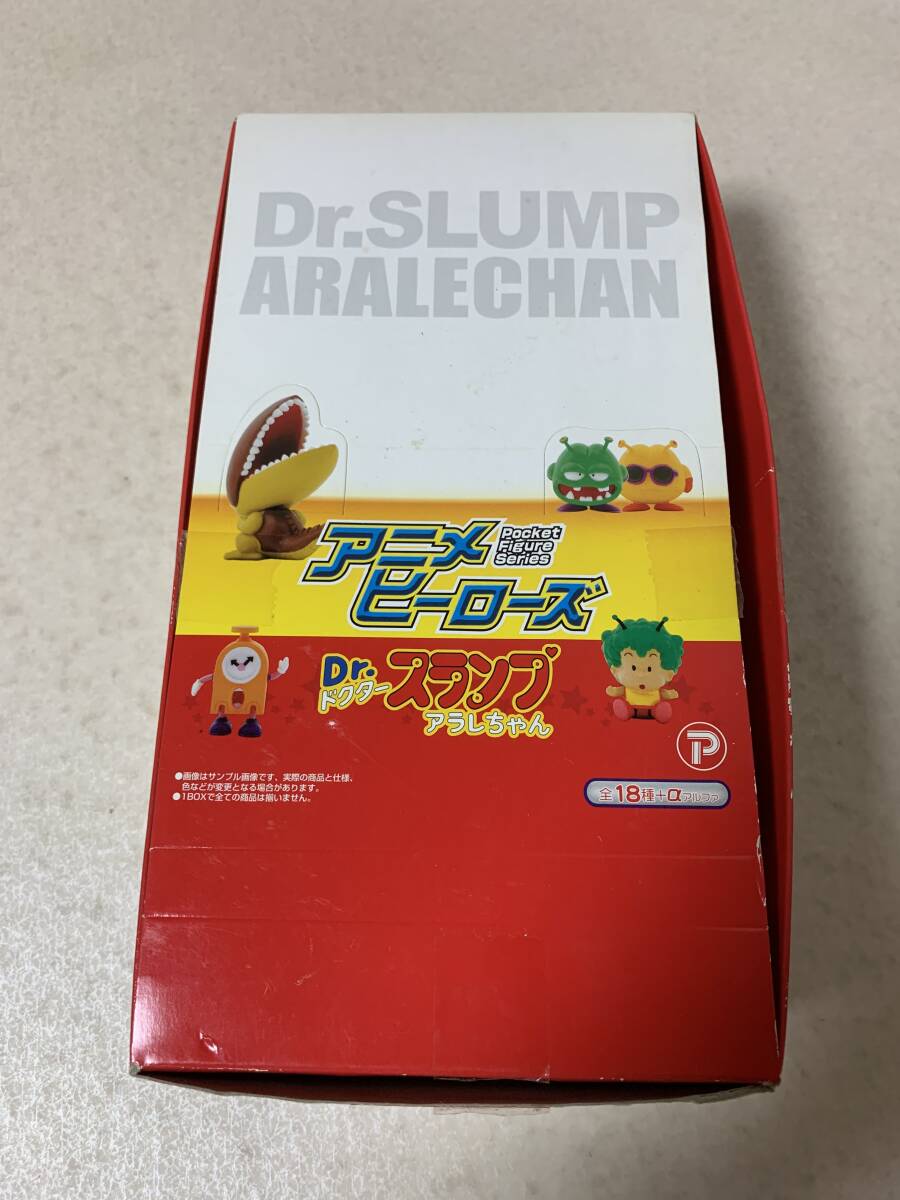 Dr.SLUMP
ARALECHAN
アニメ
ヒーローズ
Pocket
Figure
Series
Dr.
ドクター
スランプ
アラレちゃん
P
●画像はサンプル画像です、実際の商品と仕様、
色などが変更となる場合があります。
●1BOXで全ての商品は揃いません。
全18種+αアルファ